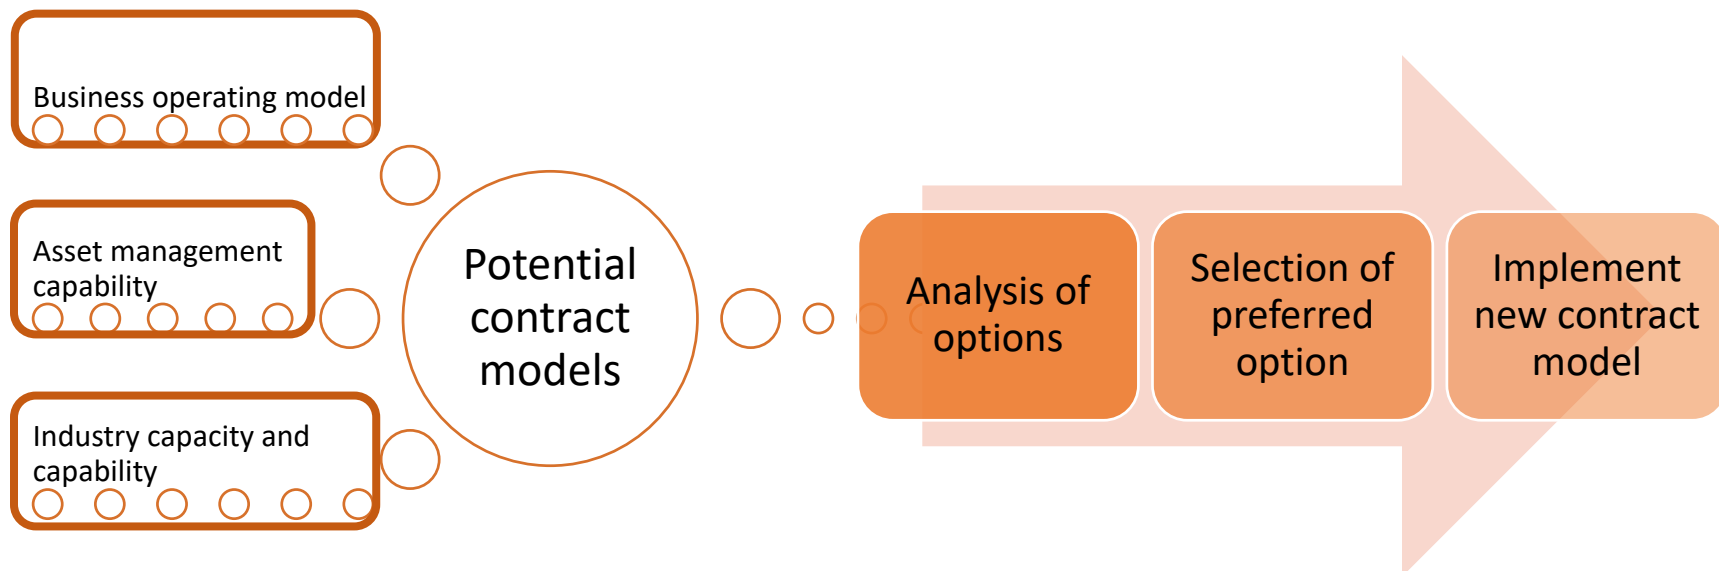 Business operating model
Asset management
capability
Industry capacity and
capability
Potential
contract
models
Analysis of
options
Selection of
preferred
option
Implement
new contract
model